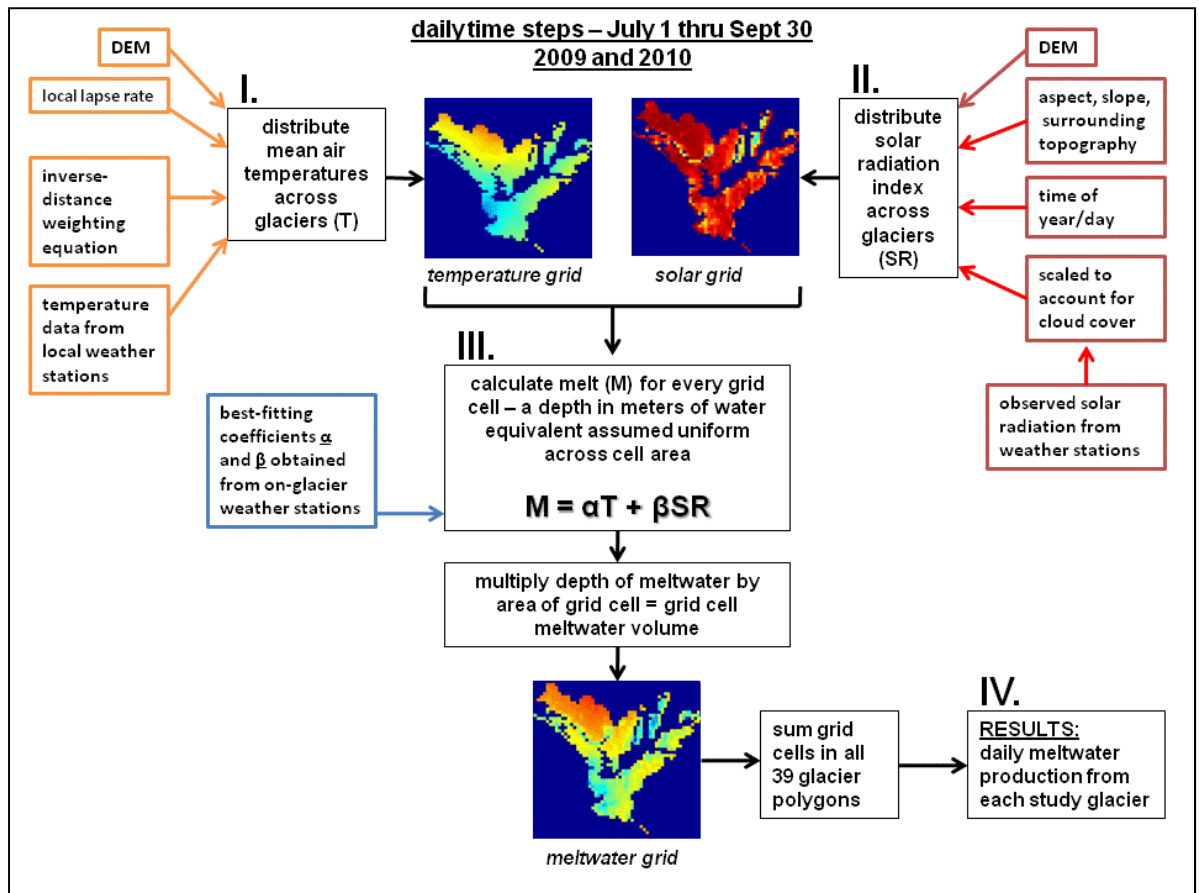 dailytime steps – July 1 thru Sept 30
2009 and 2010
DEM
local lapse rate
inverse-
distance
weighting
equation
temperature
data from
local weather
stations
I.
distribute
mean air
temperatures
across
glaciers (T)
temperature grid
solar grid
II.
distribute
solar
radiation
index
across
glaciers
(SR)
DEM
aspect, slope,
surrounding
topography
time of
year/day
scaled to
account for
cloud cover
observed solar
radiation from
weather stations
III.
calculate melt (M) for every grid
cell – a depth in meters of water
equivalent assumed uniform
across cell area
M = αT + βSR
best-fitting
coefficients α
and β obtained
from on-glacier
weather stations
multiply depth of meltwater by
area of grid cell = grid cell
meltwater volume
meltwater grid
sum grid
cells in all
39 glacier
polygons
IV.
RESULTS:
daily meltwater
production from
each study glacier